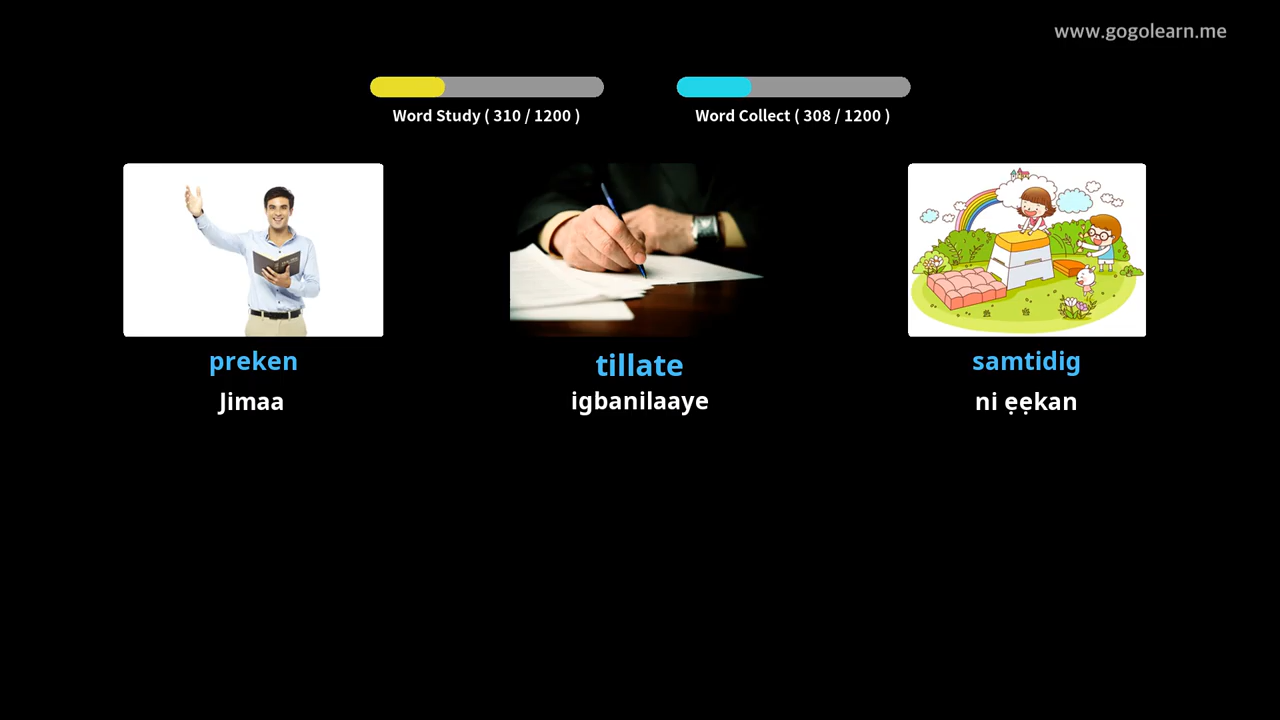 www.gogolearn.me
Word Study ( 310 / 1200 )
Word Collect ( 308 / 1200 )
preken
tillate
samtidig
Jimaa
igbanilaaye
ni ẹẹkan